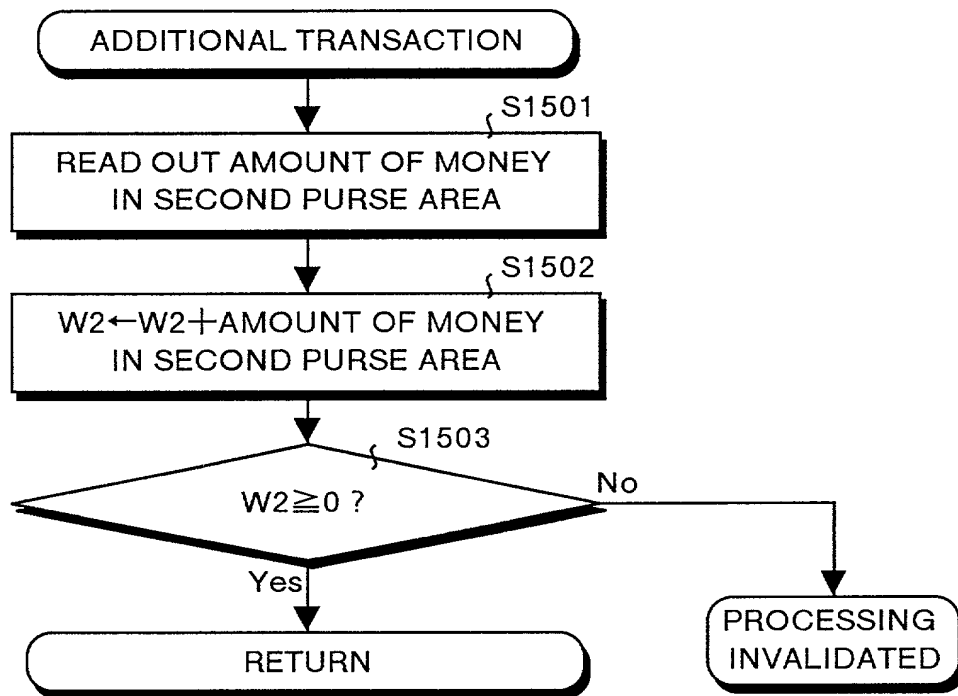 ADDITIONAL TRANSACTION
S1501
READ OUT AMOUNT OF MONEY
IN SECOND PURSE AREA
S1502
W2←W2+AMOUNT OF MONEY
IN SECOND PURSE AREA
S1503
W2≧0 ?
No
Yes
RETURN
PROCESSING
INVALIDATED